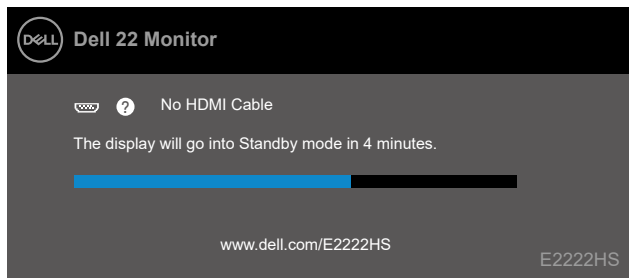 DELL Dell 22 Monitor
? No HDMI Cable
The display will go into Standby mode in 4 minutes.
www.dell.com/E2222HS
E2222HS